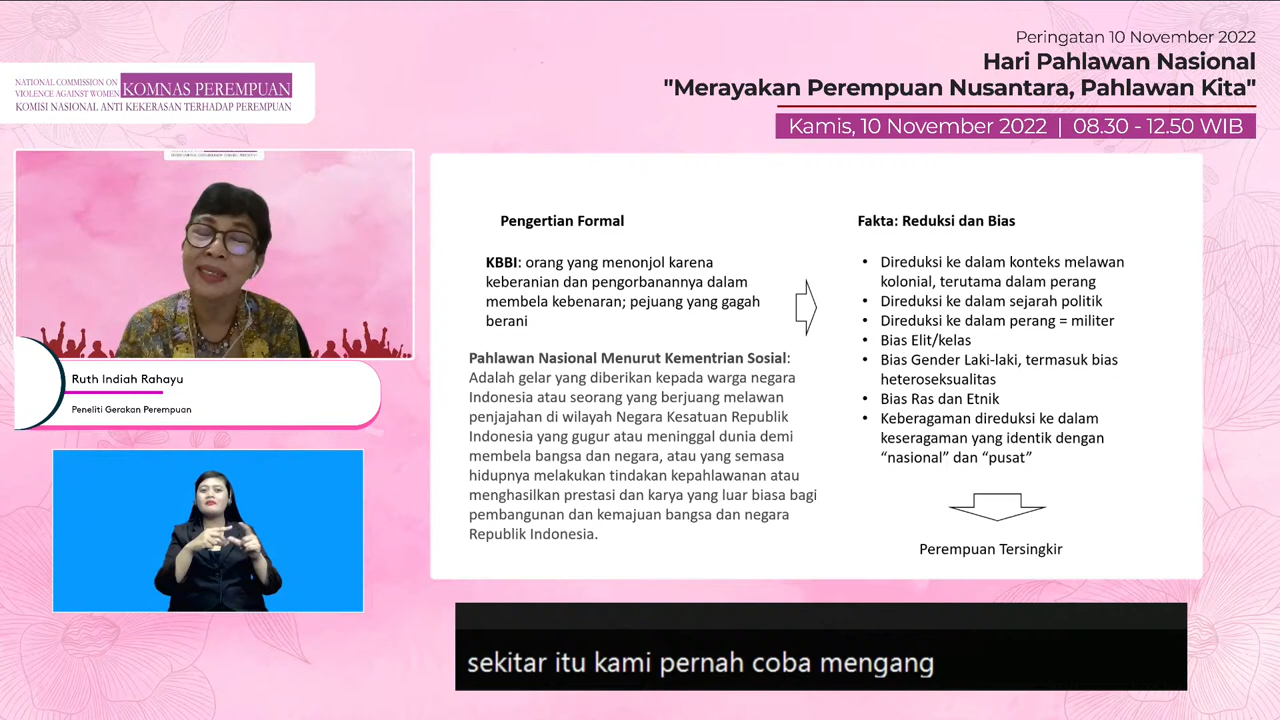 Peringatan 10 November 2022
Hari Pahlawan Nasional
"Merayakan Perempuan Nusantara, Pahlawan Kita"
Kamis, 10 November 2022 | 08.30 - 12.50 WIB
NATIONAL COMMISSION ON
VIOLENCE AGAINST WOMEN
KOMNAS PEREMPUAN
KOMISI NASIONAL ANTI KEKERASAN TERHADAP PEREMPUAN
Ruth Indiah Rahayu
Peneliti Gerakan Perempuan
Pengertian Formal
KBBI: orang yang menonjol karena
keberanian dan pengorbanannya dalam
membela kebenaran; pejuang yang gagah
berani
Pahlawan Nasional Menurut Kementrian Sosial:
Adalah gelar yang diberikan kepada warga negara
Indonesia atau seorang yang berjuang melawan
penjajahan di wilayah Negara Kesatuan Republik
Indonesia yang gugur atau meninggal dunia demi
membela bangsa dan negara, atau yang semasa
hidupnya melakukan tindakan kepahlawanan atau
menghasilkan prestasi dan karya yang luar biasa bagi
pembangunan dan kemajuan bangsa dan negara
Republik Indonesia.
Fakta: Reduksi dan Bias
• Direduksi ke dalam konteks melawan
kolonial, terutama dalam perang
• Direduksi ke dalam sejarah politik
• Direduksi ke dalam perang = militer
• Bias Elit/kelas
• Bias Gender Laki-laki, termasuk bias
heteroseksualitas
• Bias Ras dan Etnik
• Keberagaman direduksi ke dalam
keseragaman yang identik dengan
“nasional” dan “pusat”
Perempuan Tersingkir
sekitar itu kami pernah coba mengang